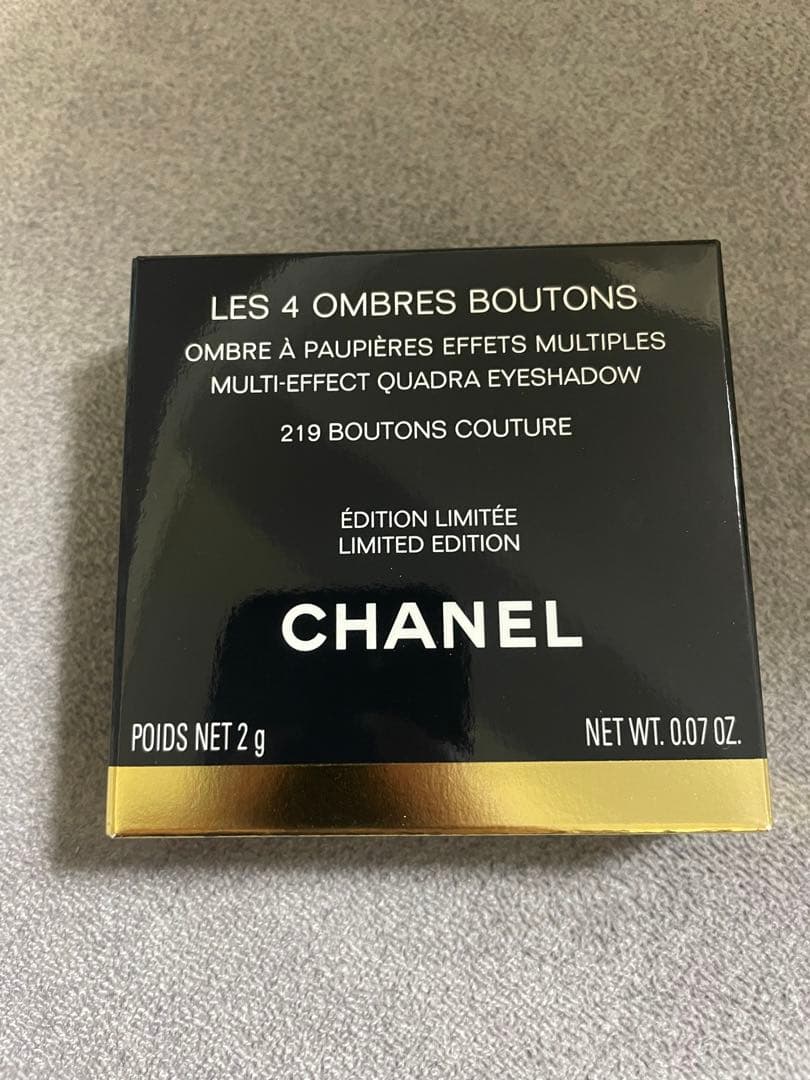 LES 4 OMBRES BOUTONS
OMBRE À PAUPIÈRES EFFETS MULTIPLES
MULTI-EFFECT QUADRA EYESHADOW
219 BOUTONS COUTURE
ÉDITION LIMITÉE
LIMITED EDITION
CHANEL
POIDS NET 2 g
NET WT. 0.07 OZ.